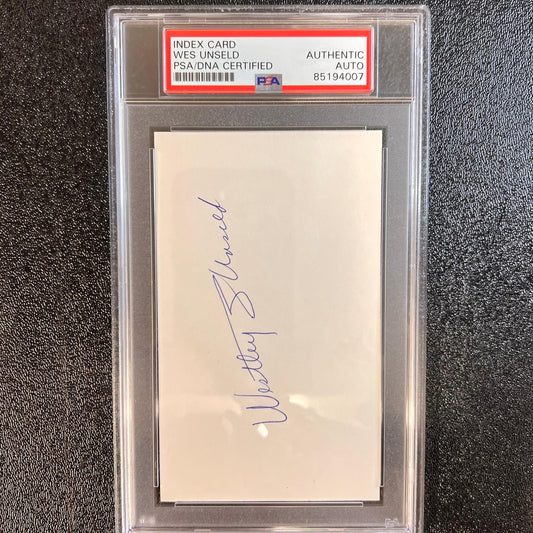 INDEX CARD
WES UNSELD AUTHENTIC
PSA/DNA CERTIFIED AUTO
PSA 85194007
Westley S Unseld